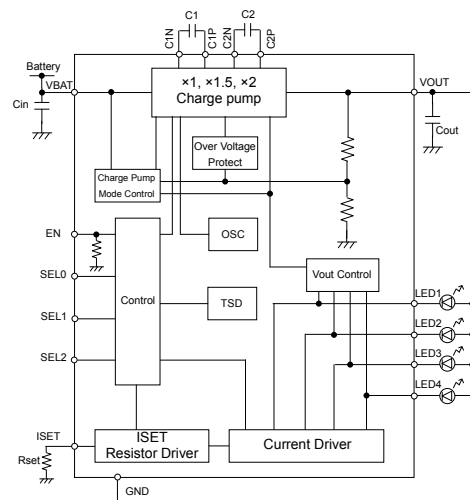 C1
C2
C1N
C1P
C2N
C2P
Battery
VBAT
Cin
×1, ×1.5, ×2
Charge pump
VOUT
Cout
Over Voltage
Protect
Charge Pump
Mode Control
EN
OSC
SEL0
Control
Vout Control
TSD
LED1
SEL1
LED2
SEL2
LED3
LED4
ISET
ISET
Resistor Driver
Current Driver
Rset
GND